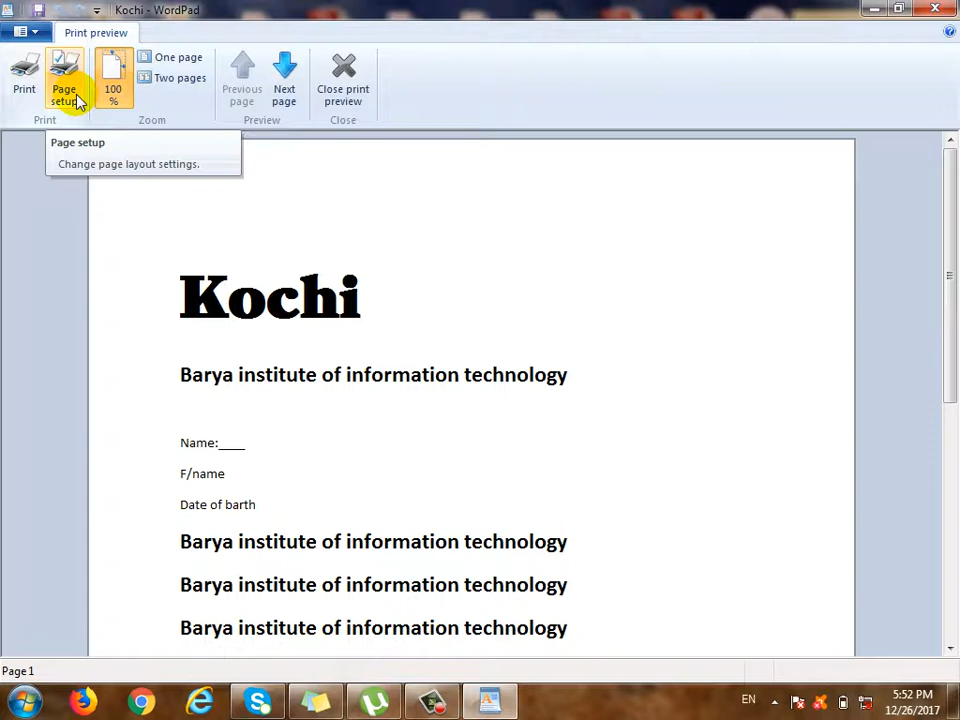 Kochi - WordPad
Print preview
Print
Page setup
100 %
One page
Two pages
Previous page
Next page
Close print preview
Print
Zoom
Preview
Close
Page setup
Change page layout settings.
Kochi
Barya institute of information technology
Name:____
F/name
Date of barth
Barya institute of information technology
Barya institute of information technology
Barya institute of information technology
Page 1
EN
5:52 PM
12/26/2017